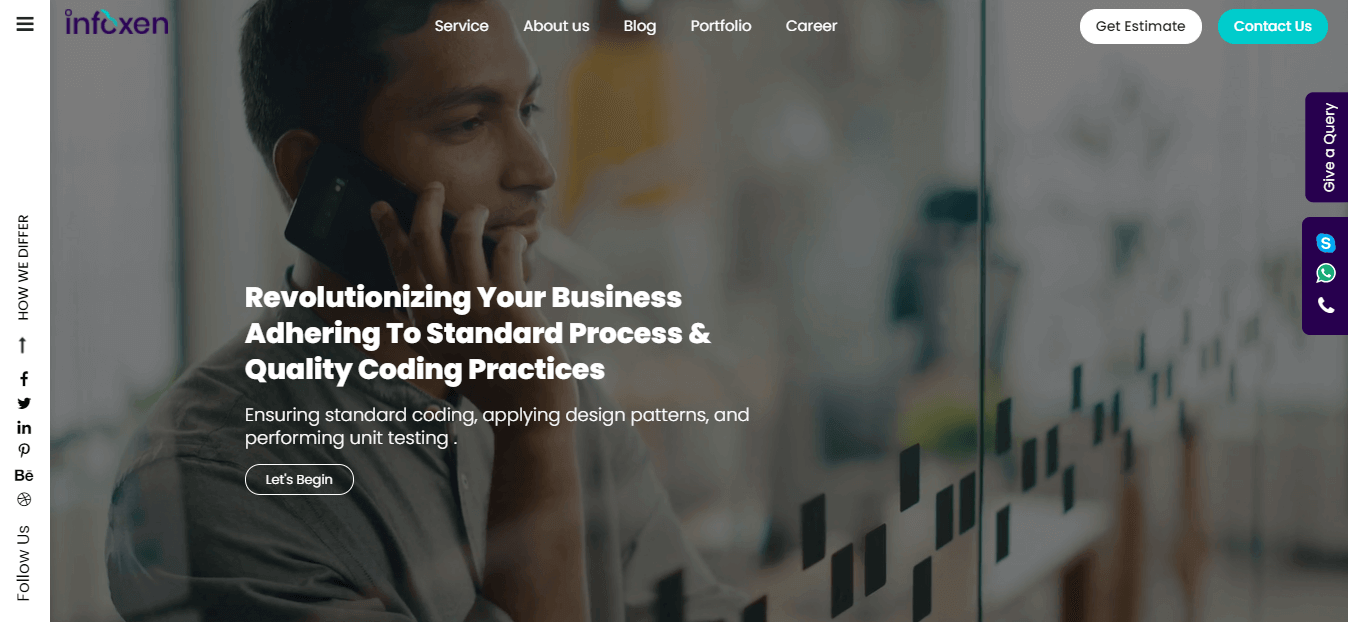 infoxen
Service
About us
Blog
Portfolio
Career
Get Estimate
Contact Us
Give a Query
HOW WE DIFFER
Revolutionizing Your Business
Adhering To Standard Process &
Quality Coding Practices
Ensuring standard coding, applying design patterns, and
performing unit testing .
Let's Begin
Bē
Follow Us